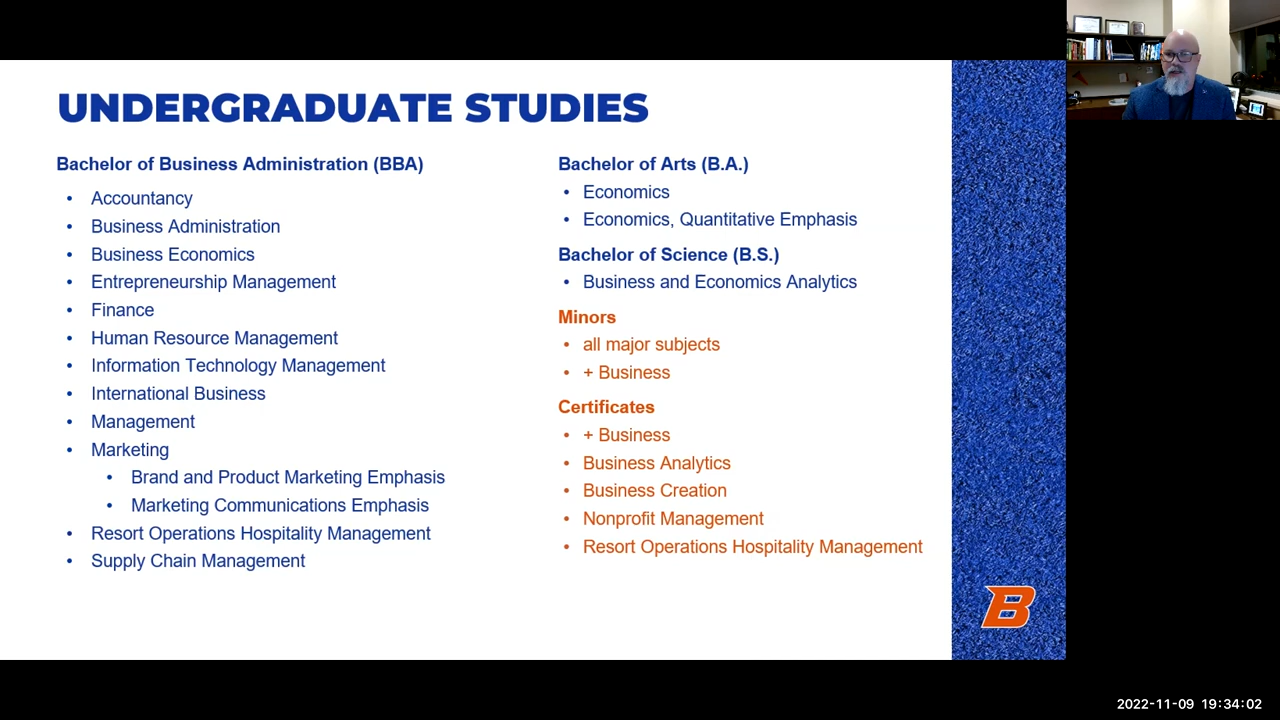 UNDERGRADUATE STUDIES
Bachelor of Business Administration (BBA)
• Accountancy
• Business Administration
• Business Economics
• Entrepreneurship Management
• Finance
• Human Resource Management
• Information Technology Management
• International Business
• Management
• Marketing
• Brand and Product Marketing Emphasis
• Marketing Communications Emphasis
• Resort Operations Hospitality Management
• Supply Chain Management
Bachelor of Arts (B.A.)
• Economics
• Economics, Quantitative Emphasis
Bachelor of Science (B.S.)
• Business and Economics Analytics
Minors
• all major subjects
• + Business
Certificates
• + Business
• Business Analytics
• Business Creation
• Nonprofit Management
• Resort Operations Hospitality Management
B
2022-11-09 19:34:02